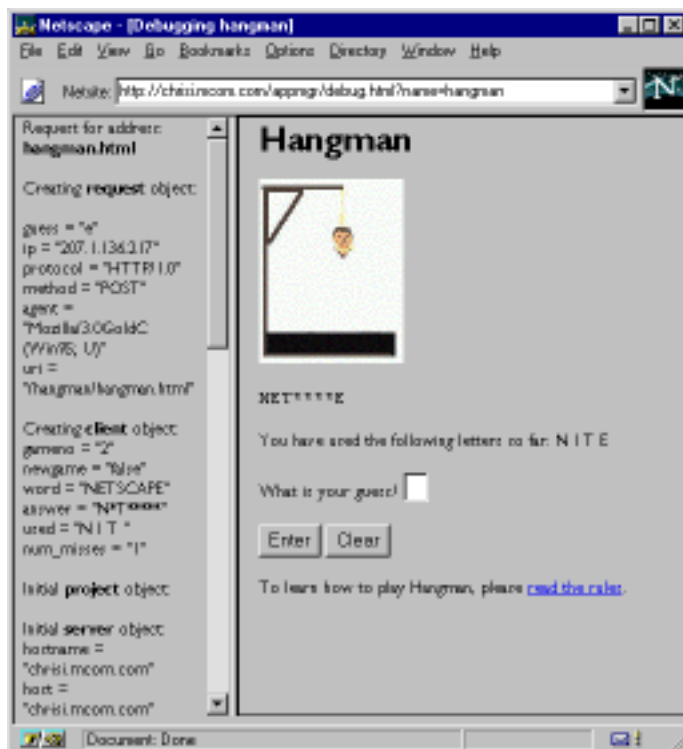 Netscape - [Debugging hangman]
File Edit View Go Bookmarks Options Directory Window Help
Netsite: http://chrisi.mcom.com/appmgr/debug.html?name=hangman
N
Request for address:
hangman.html
Creating request object:
guess = "e"
ip = "207.1.136.217"
protocol = "HTTP/1.0"
method = "POST"
agent =
"Mozilla/3.0GoldC
(Win95; U)"
uri =
"/hangman/hangman.html"
Creating client object:
gameno = "2"
newgame = "false"
word = "NETSCAPE"
answer = "N*T*****"
used = "N I T "
num_misses = "1"
Initial project object:
Initial server object:
hostname =
"chrisi.mcom.com"
host =
"chrisi.mcom.com"
Hangman
NET****E
You have used the following letters so far: N I T E
What is your guess?
Enter Clear
To learn how to play Hangman, please read the rules.
Document: Done